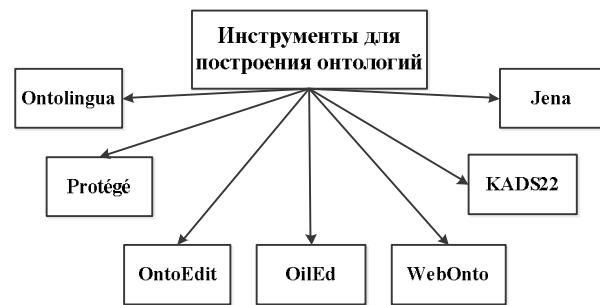 Инструменты для
построения онтологий
Ontolingua
Jena
Protégé
KADS22
OntoEdit
OilEd
WebOnto